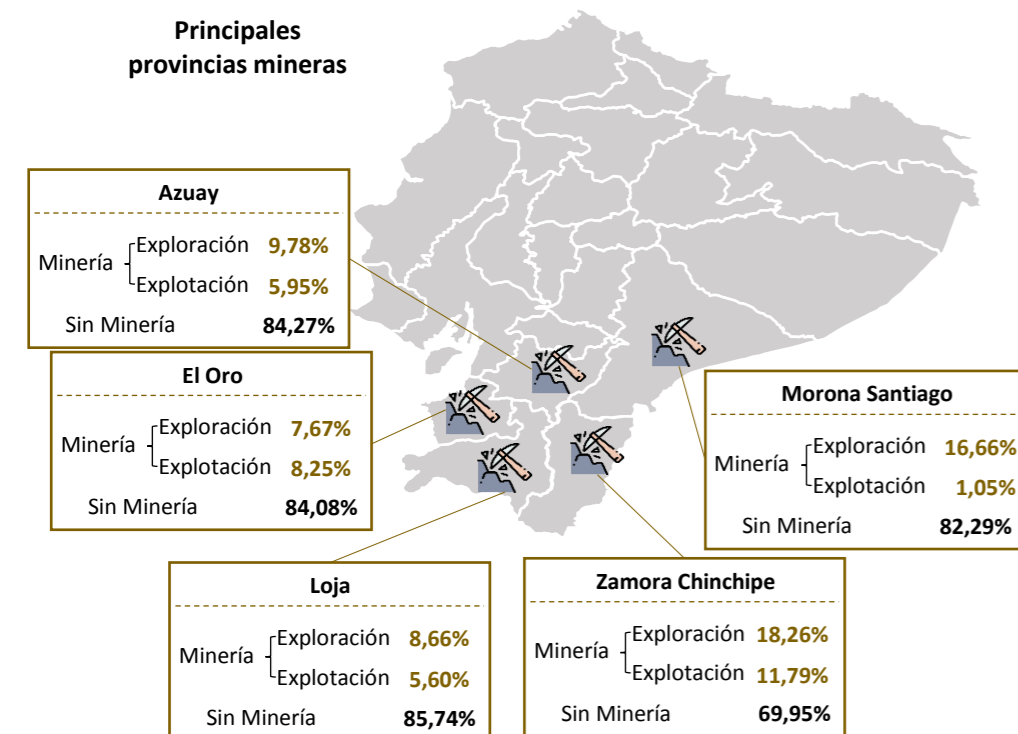 Principales
provincias mineras
Azuay
Minería
Exploración 9,78%
Explotación 5,95%
Sin Minería 84,27%
El Oro
Minería
Exploración 7,67%
Explotación 8,25%
Sin Minería 84,08%
Morona Santiago
Minería
Exploración 16,66%
Explotación 1,05%
Sin Minería 82,29%
Loja
Minería
Exploración 8,66%
Explotación 5,60%
Sin Minería 85,74%
Zamora Chinchipe
Minería
Exploración 18,26%
Explotación 11,79%
Sin Minería 69,95%